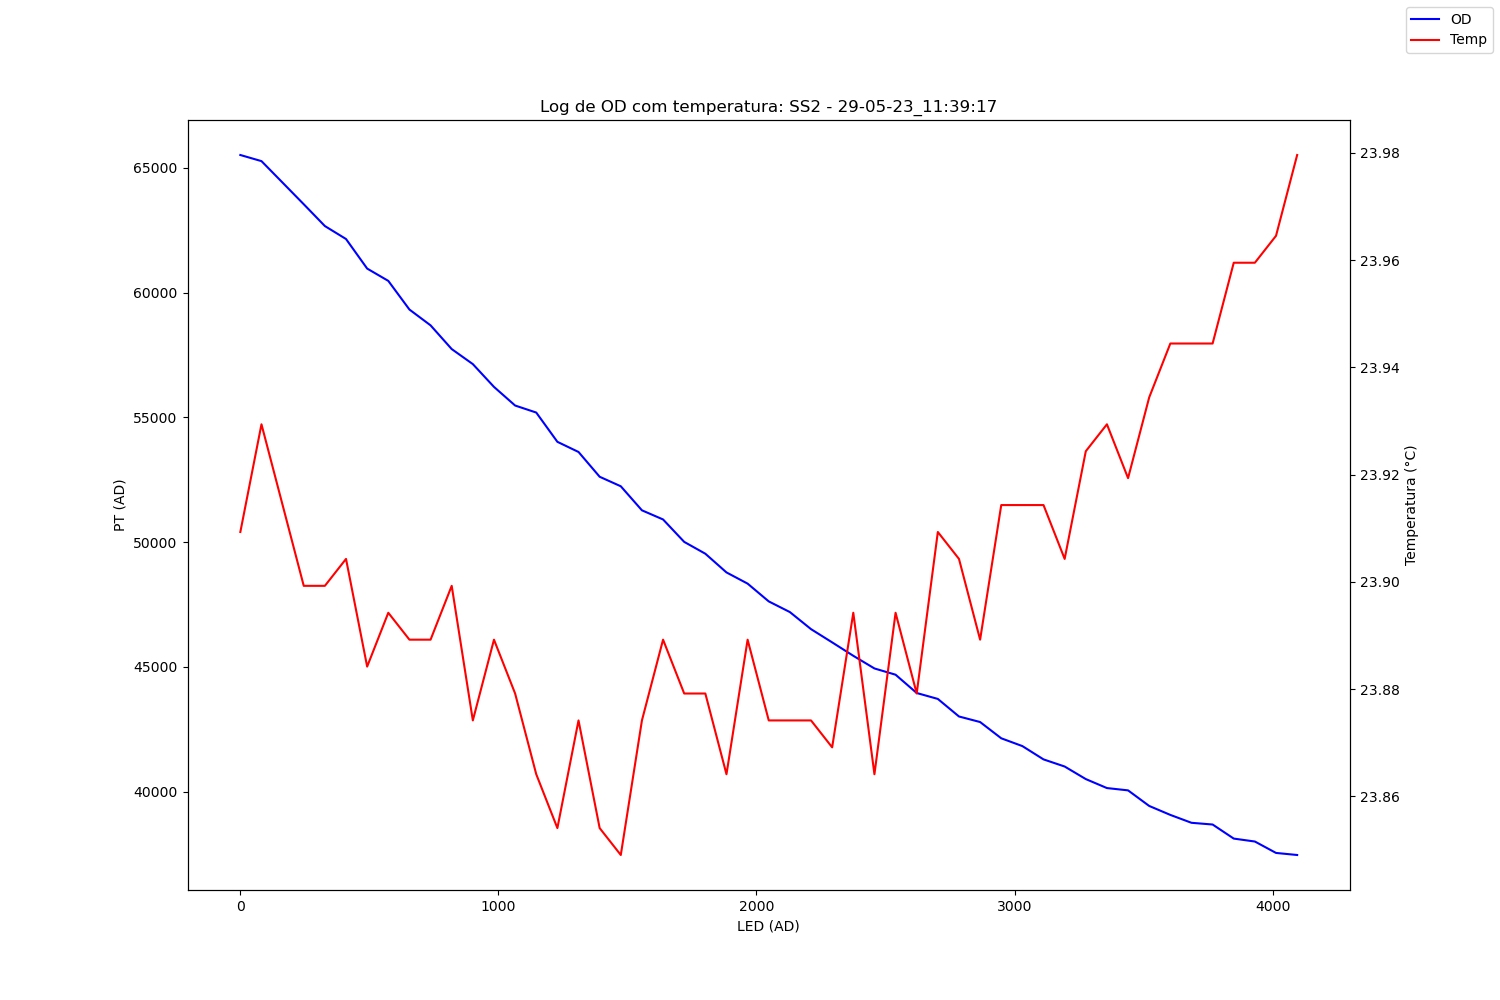 OD
Temp
Log de OD com temperatura: SS2 - 29-05-23_11:39:17
65000
60000
55000
50000
45000
40000
PT (AD)
23.98
23.96
23.94
23.92
23.90
23.88
23.86
Temperatura (°C)
0 1000 2000 3000 4000
LED (AD)